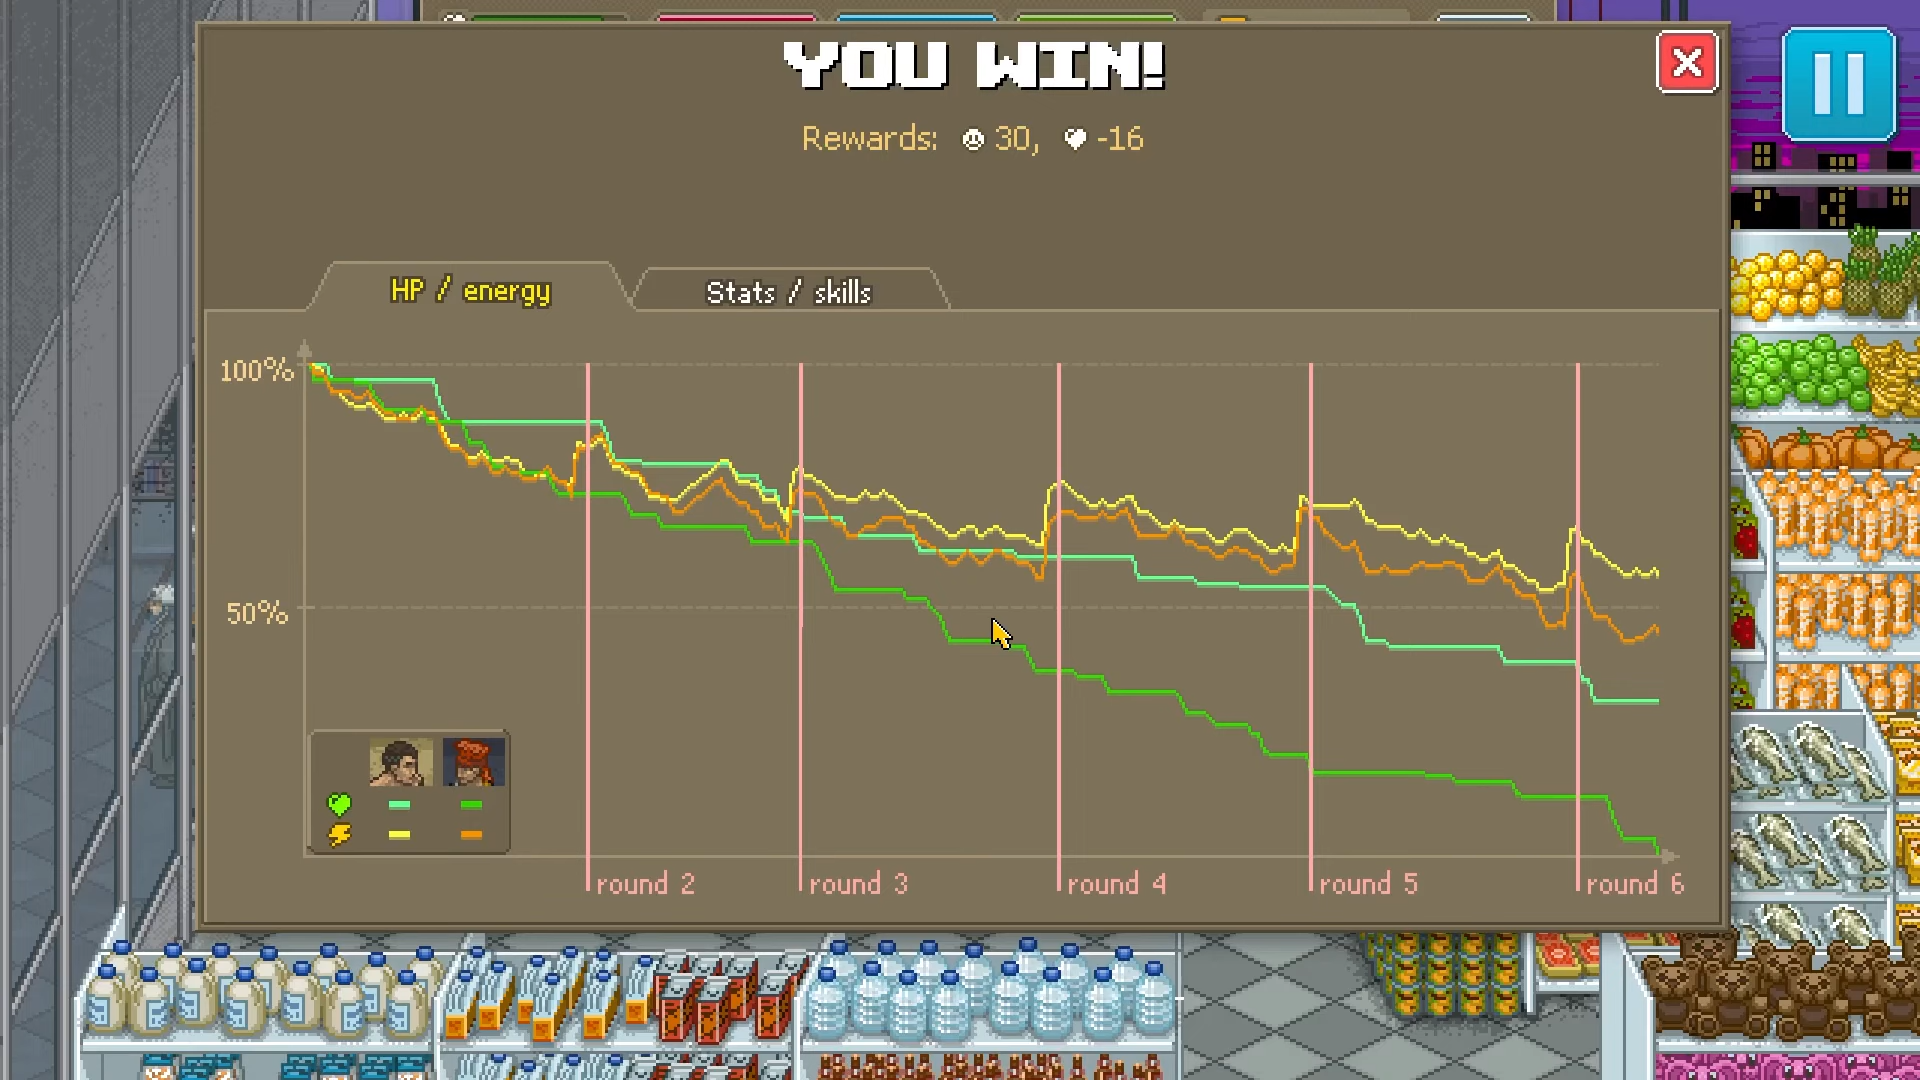 YOU WIN!
Rewards: 30, -16
HP / energy
Stats / skills
100%
50%
round 2
round 3
round 4
round 5
round 6